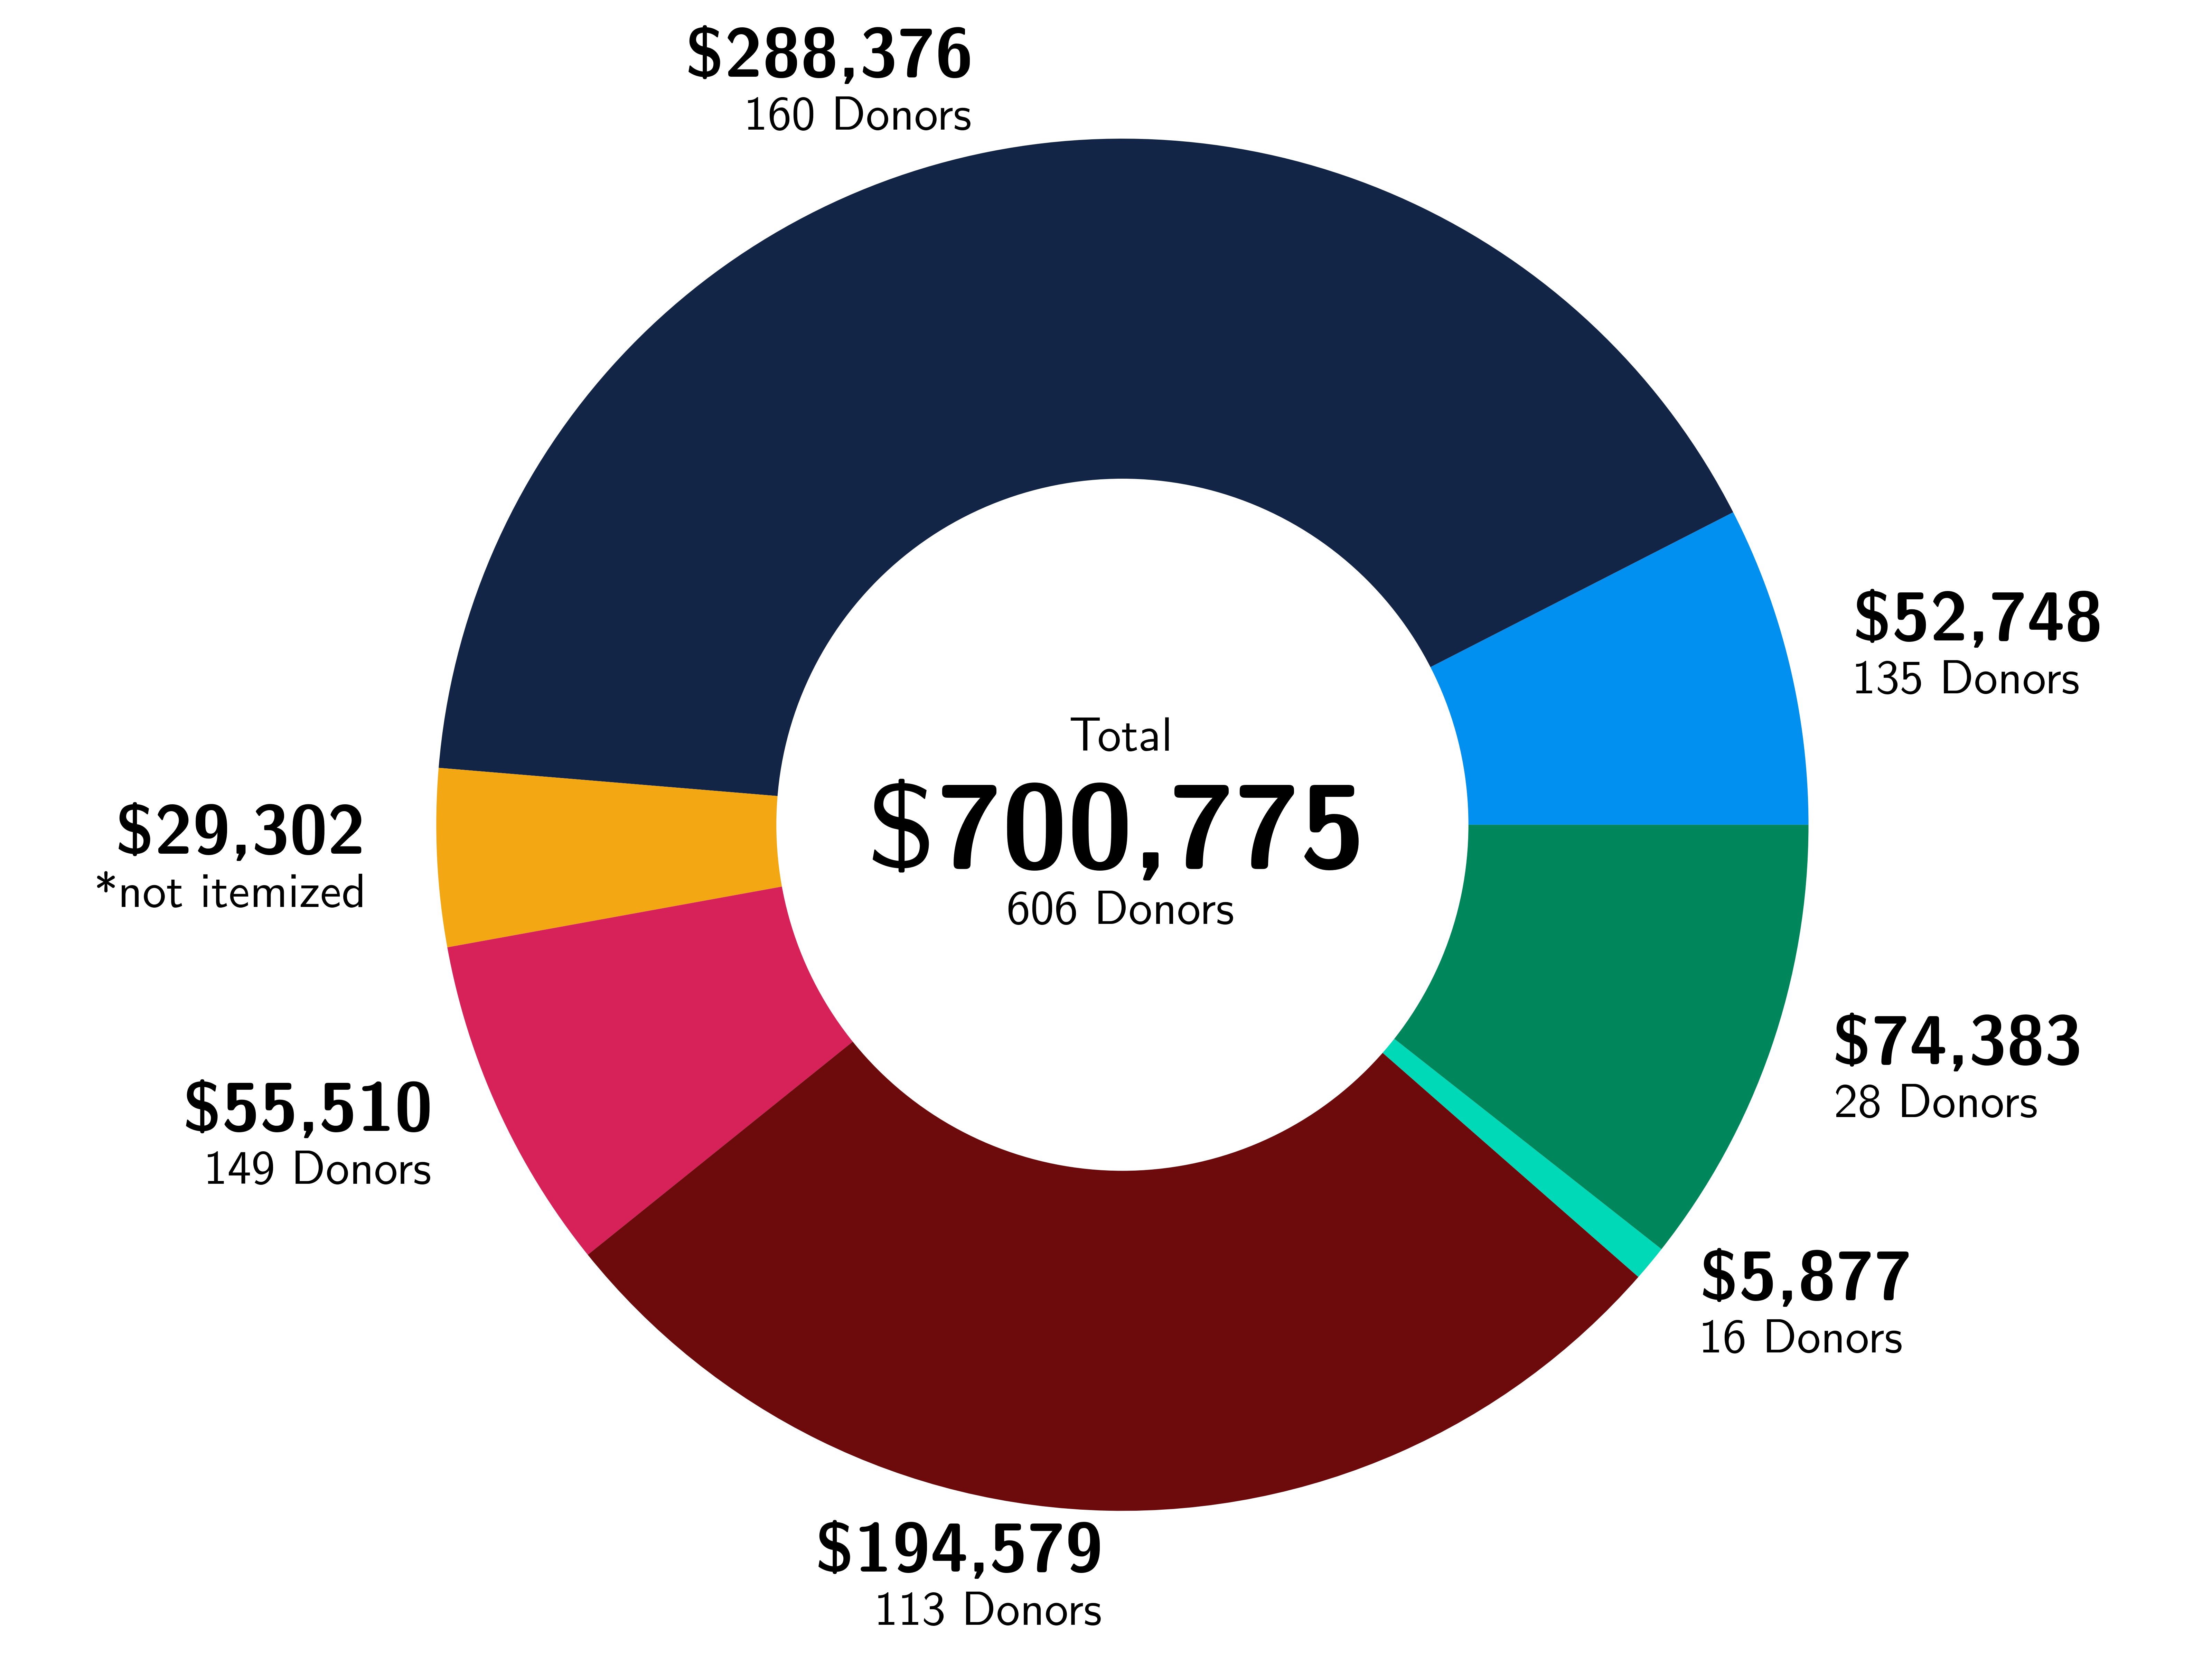 $288,376
160 Donors
$52,748
135 Donors
Total
$700,775
606 Donors
$29,302
*not itemized
$74,383
28 Donors
$55,510
149 Donors
$5,877
16 Donors
$194,579
113 Donors